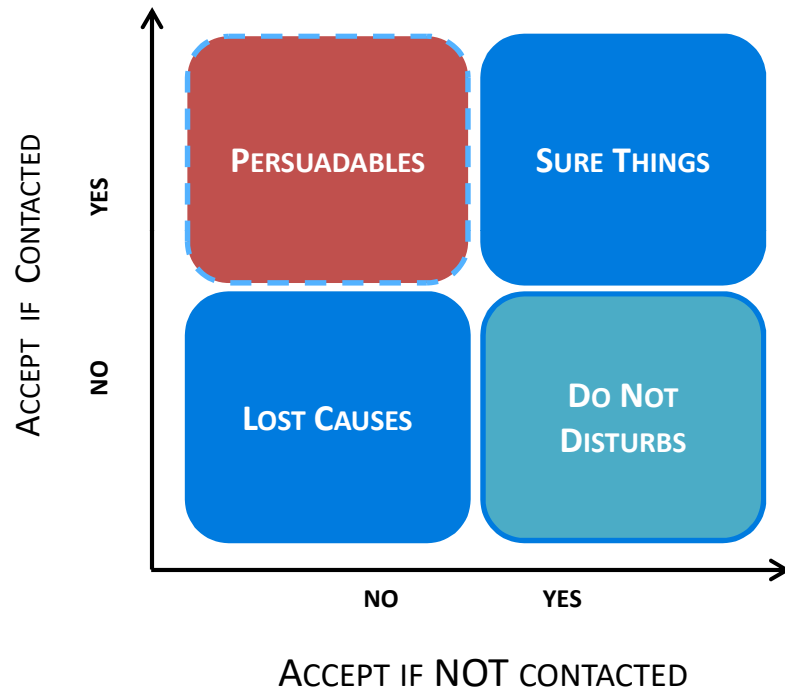 ACCEPT IF CONTACTED
YES
NO
PERSUADABLES
SURE THINGS
LOST CAUSES
DO NOT
DISTURBS
NO
YES
ACCEPT IF NOT CONTACTED